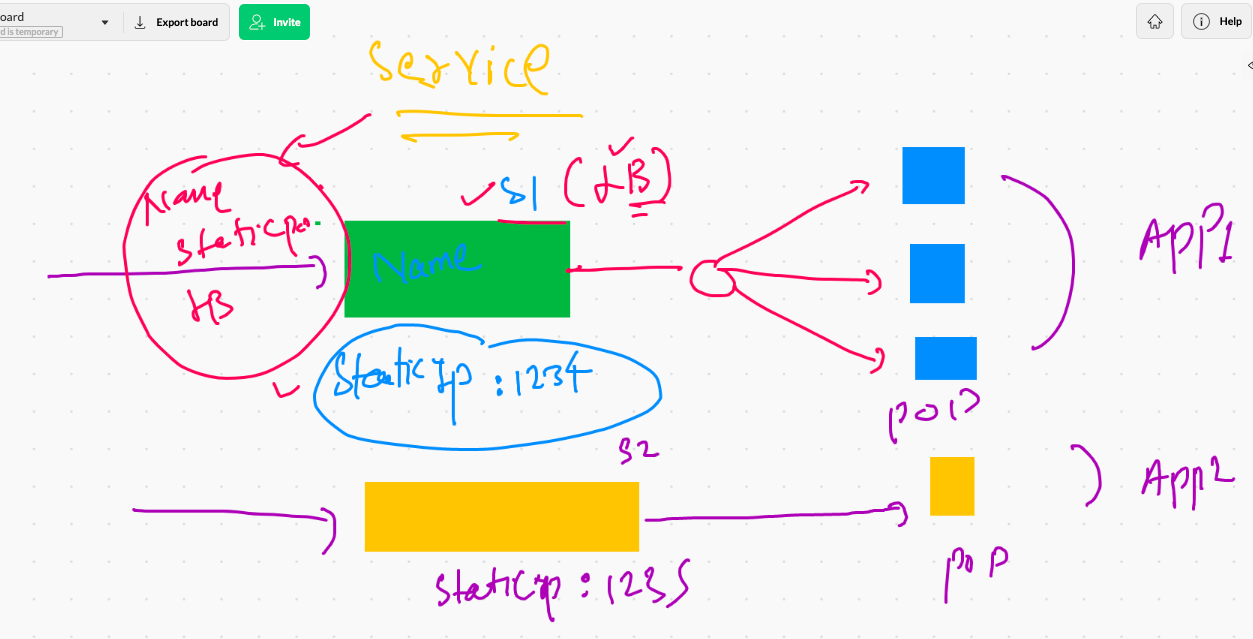 oard
d is temporary
Export board
Invite
Help
Service
S1 (LB)
Name
Static ip
LB
Name
Static ip : 1234
APP1
POD
S2
App2
Static ip : 1235
POP